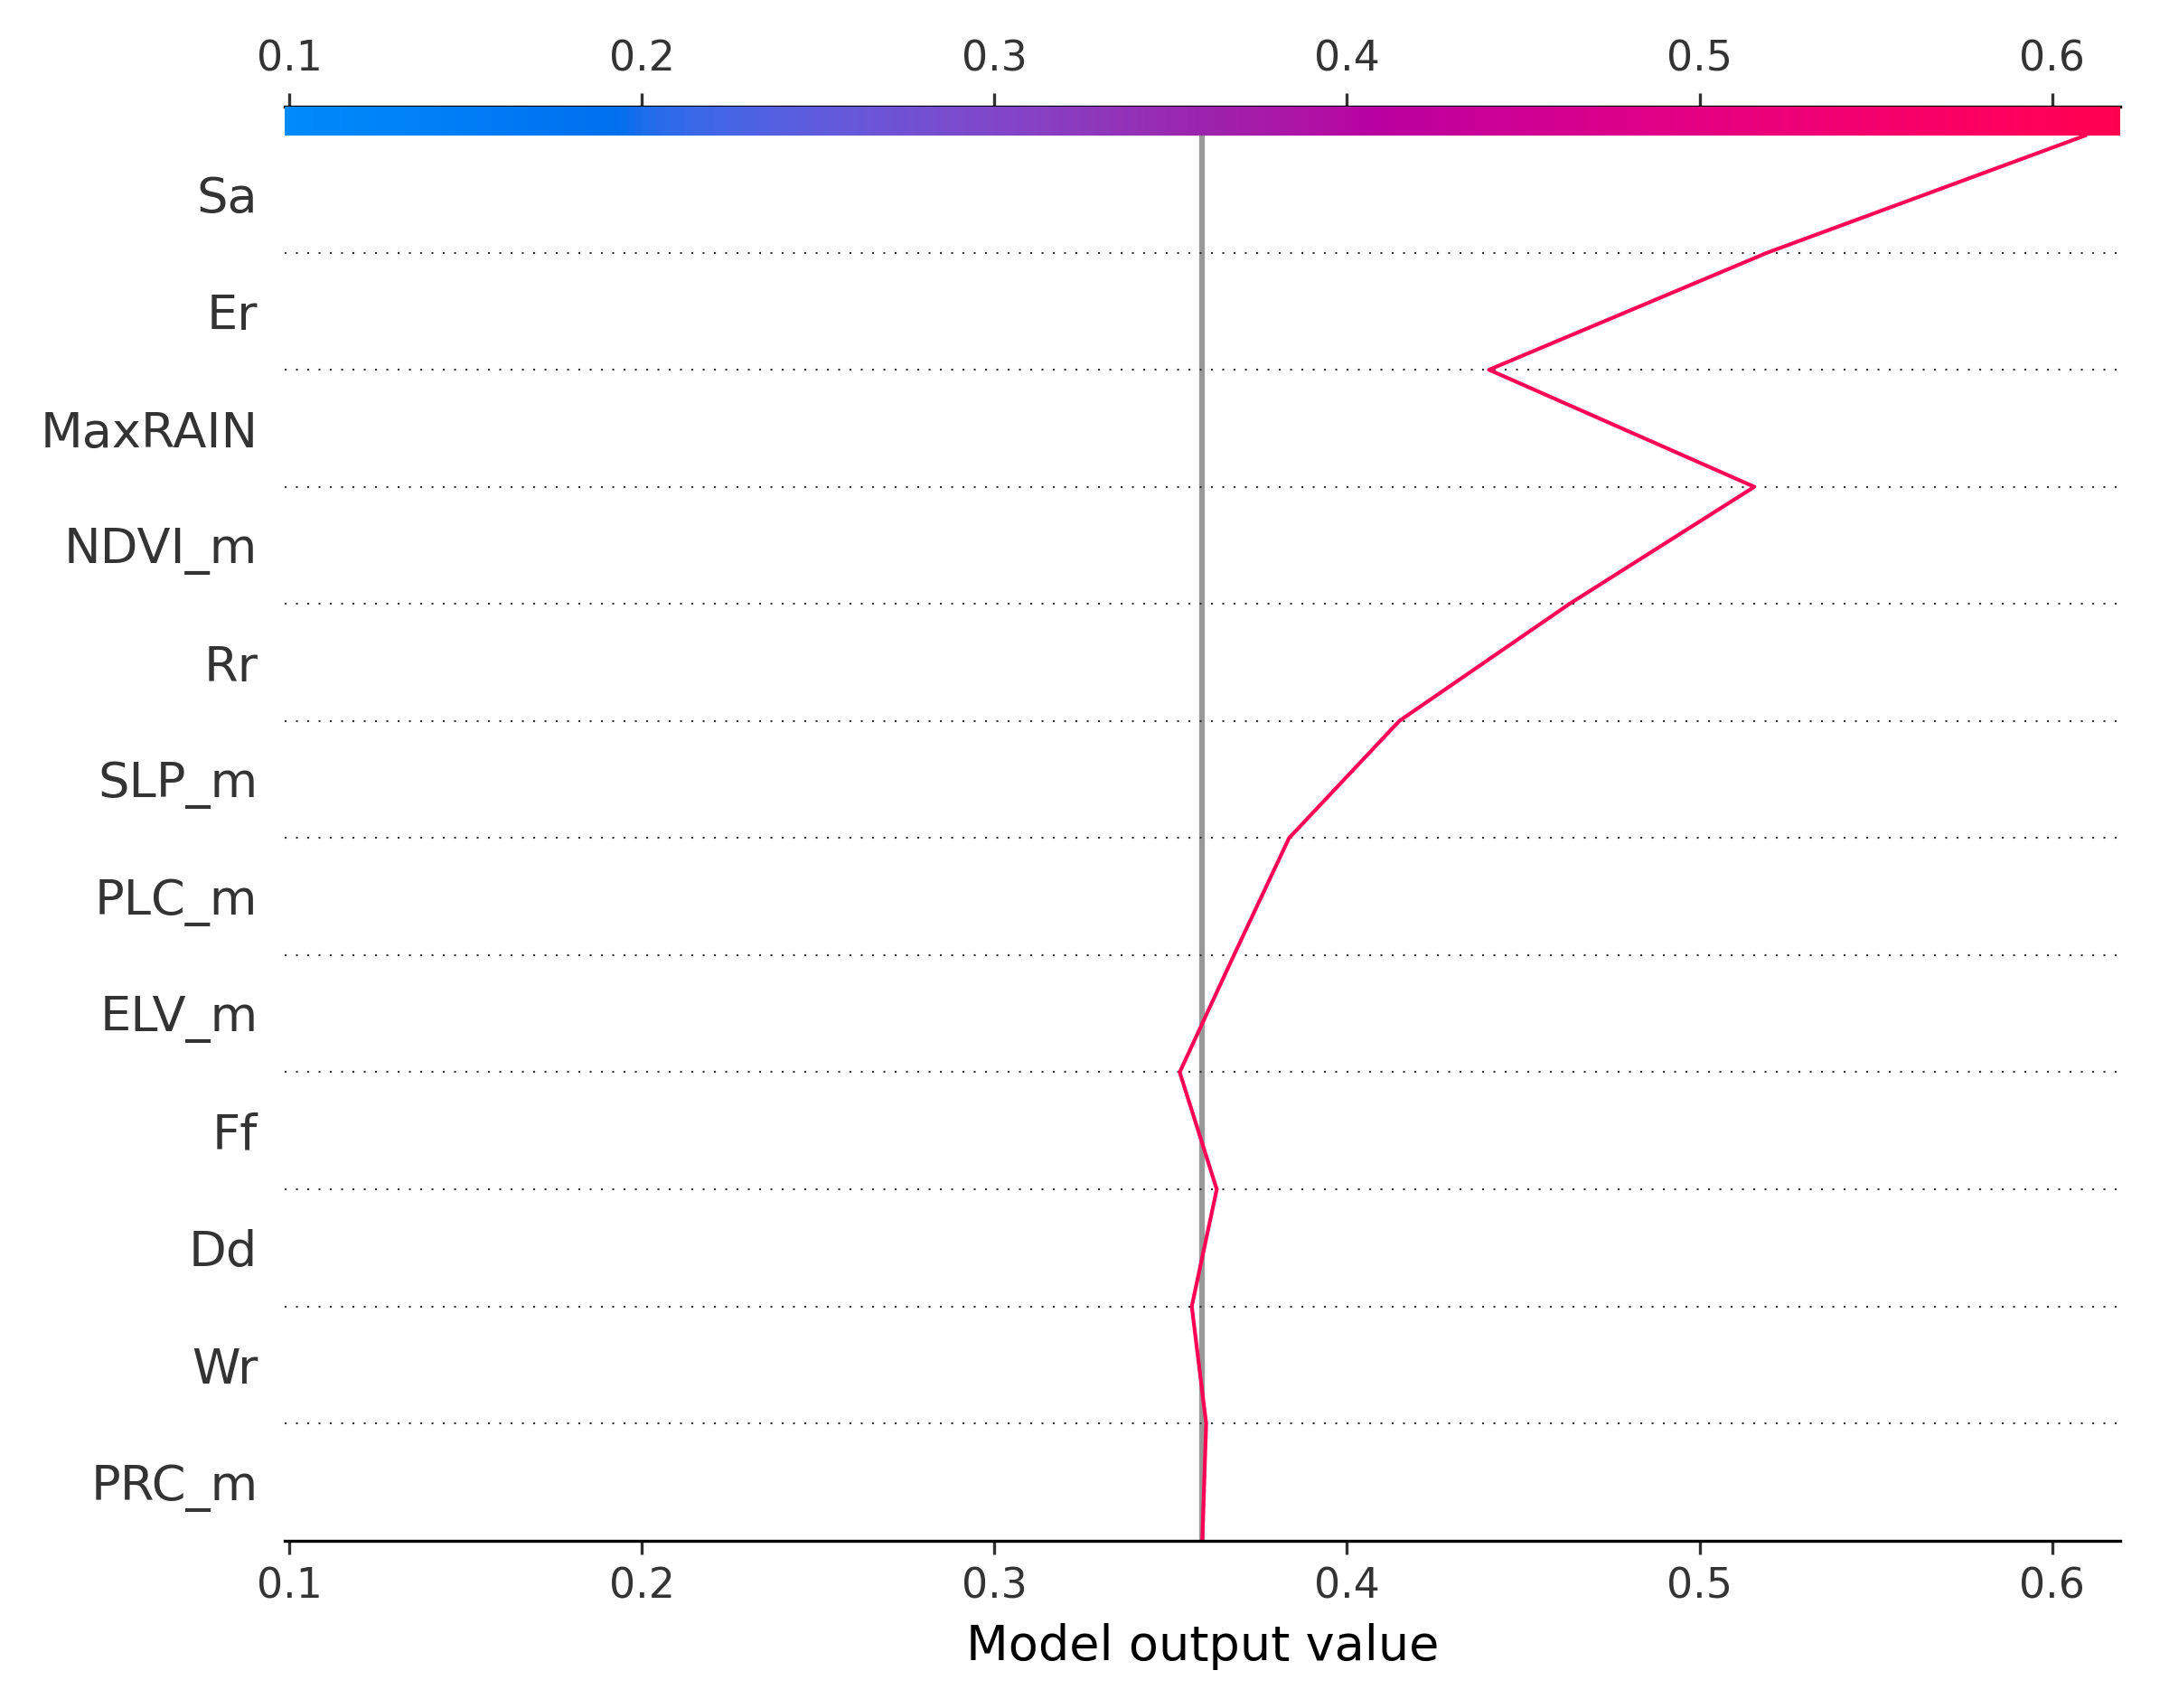 0.1 0.2 0.3 0.4 0.5 0.6
Sa
Er
MaxRAIN
NDVI_m
Rr
SLP_m
PLC_m
ELV_m
Ff
Dd
Wr
PRC_m
0.1 0.2 0.3 0.4 0.5 0.6
Model output value